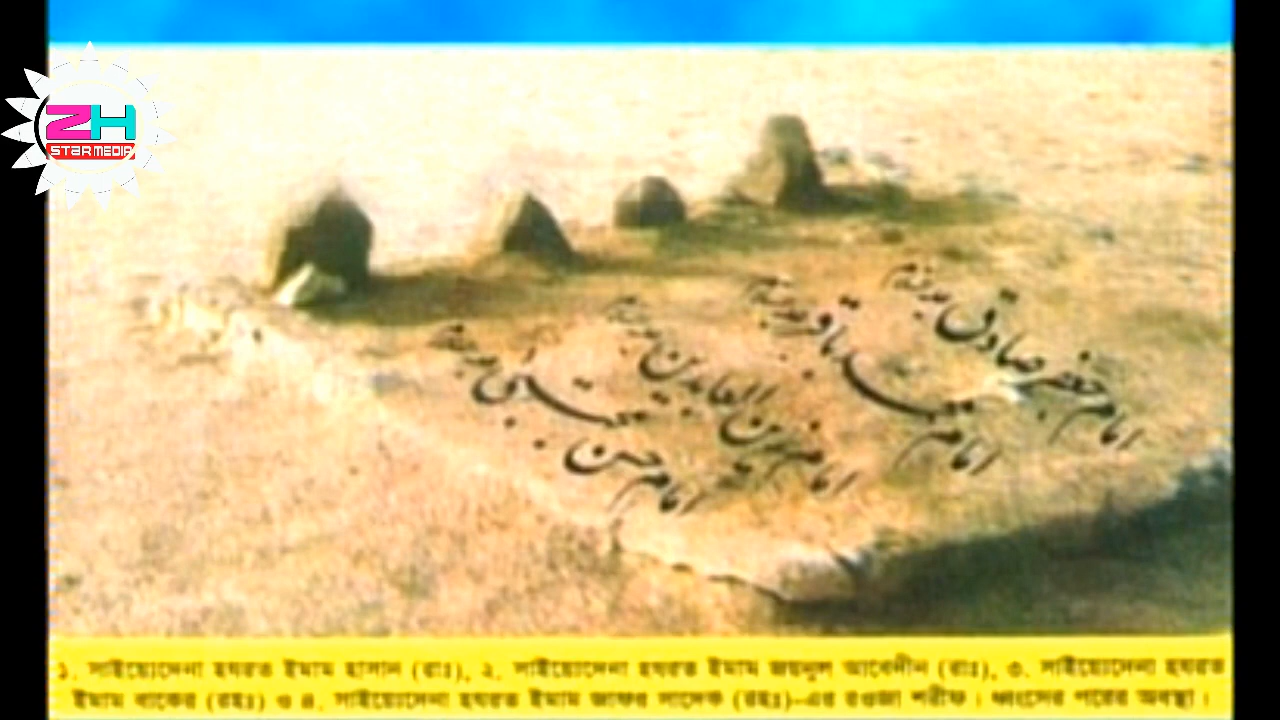 ZH
STAR MEDIA
امام جعفر صادق
امام محمد باقر
امام زین العابدین
امام حسن مجتبی
১. সাইয়্যেদেনা হযরত ইমাম হাসান (রাঃ), ২. সাইয়্যেদেনা হযরত ইমাম জয়নুল আবেদীন (রাঃ), ৩. সাইয়্যেদেনা হযরত
ইমাম বাকের (রহঃ) ও ৪. সাইয়্যেদেনা হযরত ইমাম জাফর সাদেক (রহঃ)-এর রওজা শরীফ। ধ্বংসের পরের অবস্থা।